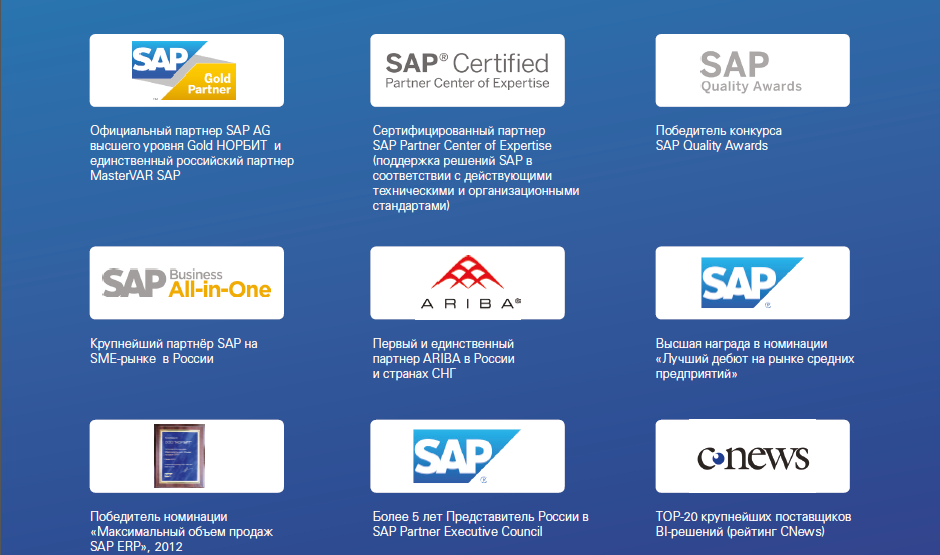 SAP
Gold
Partner
Официальный партнер SAP AG
высшего уровня Gold НОРБИТ и
единственный российский партнер
MasterVAR SAP
SAP® Certified
Partner Center of Expertise
Сертифицированный партнер
SAP Partner Center of Expertise
(поддержка решений SAP в
соответствии с действующими
техническими и организационными
стандартами)
SAP
Quality Awards
Победитель конкурса
SAP Quality Awards
SAP Business
All-in-One
Крупнейший партнёр SAP на
SME-рынке в России
ARIBA®
Первый и единственный
партнер ARIBA в России
и странах СНГ
SAP®
Высшая награда в номинации
«Лучший дебют на рынке средних
предприятий»
Победитель номинации
«Максимальный объем продаж
SAP ERP», 2012
SAP®
Более 5 лет Представитель России в
SAP Partner Executive Council
cnews
TOP-20 крупнейших поставщиков
BI-решений (рейтинг CNews)